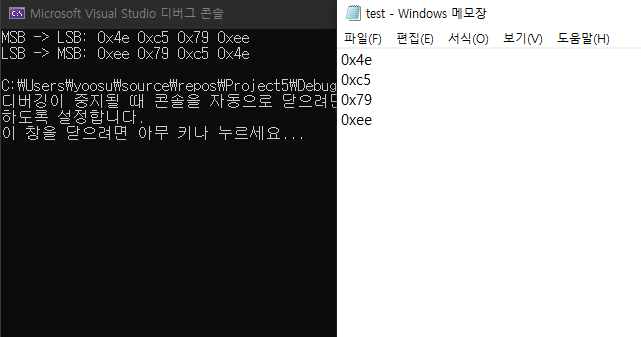 Microsoft Visual Studio 디버그 콘솔
MSB -> LSB: 0x4e 0xc5 0x79 0xee
LSB -> MSB: 0xee 0x79 0xc5 0x4e
C:₩Users₩yoosu₩source₩repos₩Project5₩Debug
디버깅이 중지될 때 콘솔을 자동으로 닫으려면
하도록 설정합니다.
이 창을 닫으려면 아무 키나 누르세요...
test - Windows 메모장
파일(F) 편집(E) 서식(O) 보기(V) 도움말(H)
0x4e
0xc5
0x79
0xee